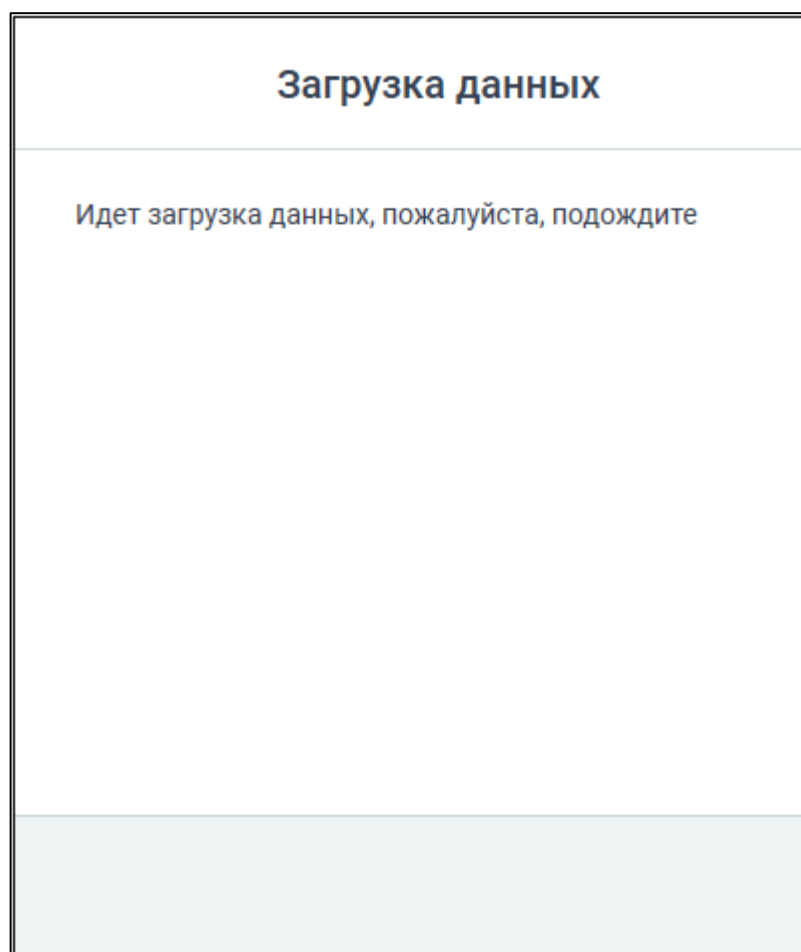 Загрузка данных
Идет загрузка данных, пожалуйста, подождите